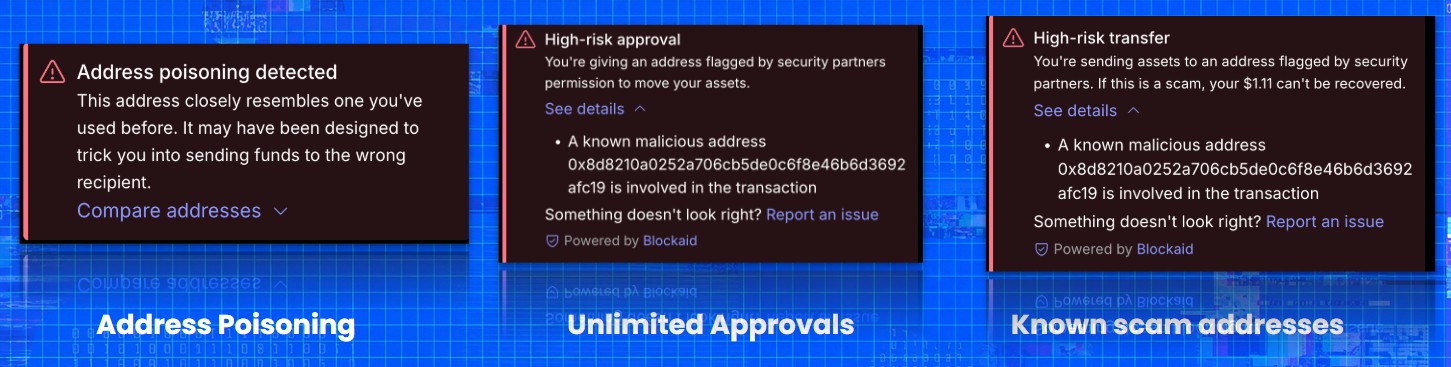 Address poisoning detected
This address closely resembles one you've
used before. It may have been designed to
trick you into sending funds to the wrong
recipient.
Compare addresses
Address Poisoning
High-risk approval
You're giving an address flagged by security partners
permission to move your assets.
See details
• A known malicious address
0x8d8210a0252a706cb5de0c6f8e46b6d3692
afc19 is involved in the transaction
Something doesn't look right? Report an issue
Powered by Blockaid
Unlimited Approvals
High-risk transfer
You're sending assets to an address flagged by security
partners. If this is a scam, your $1.11 can't be recovered.
See details
• A known malicious address
0x8d8210a0252a706cb5de0c6f8e46b6d3692
afc19 is involved in the transaction
Something doesn't look right? Report an issue
Powered by Blockaid
Known scam addresses